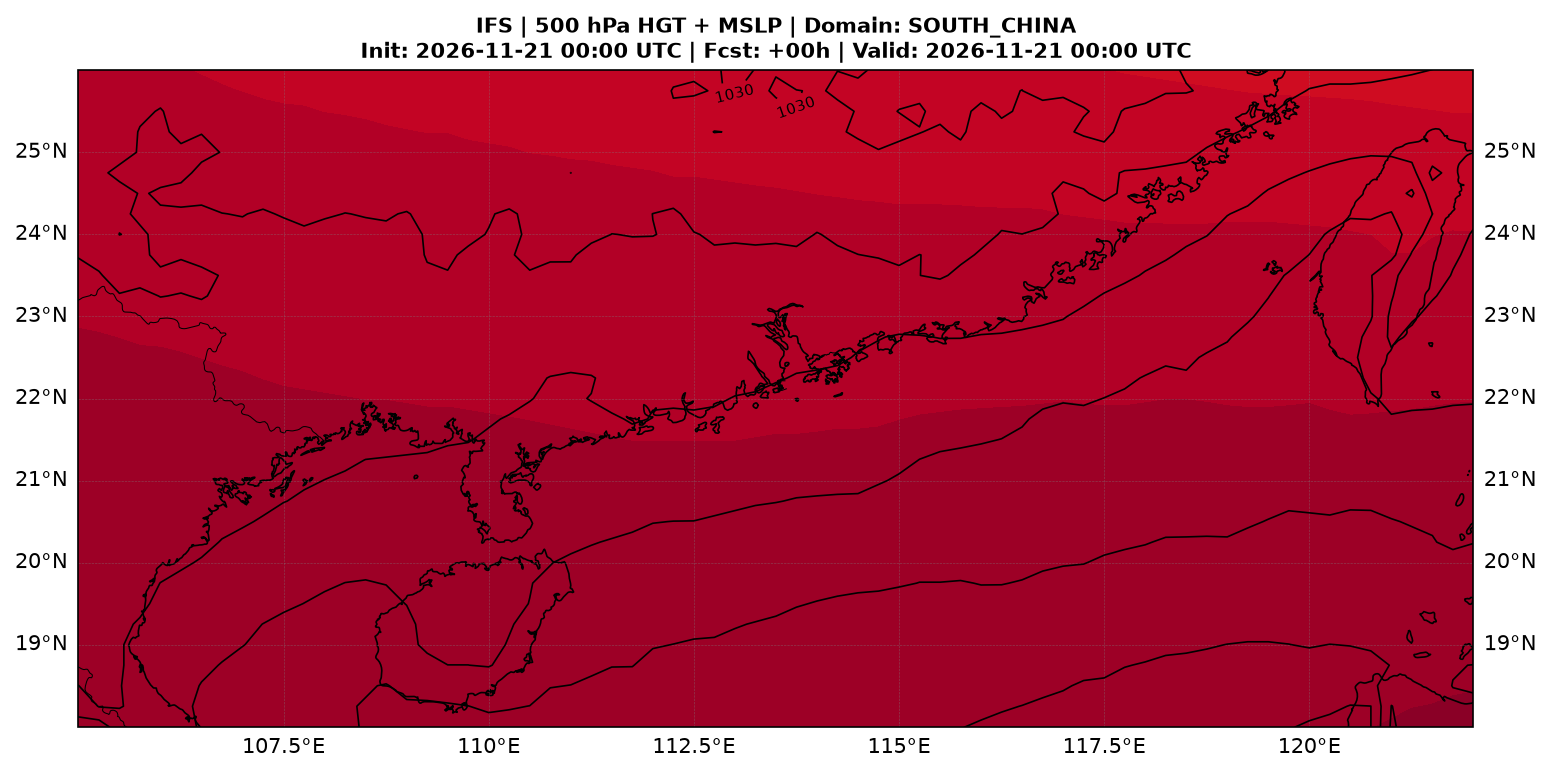 IFS | 500 hPa HGT + MSLP | Domain: SOUTH_CHINA
Init: 2026-11-21 00:00 UTC | Fcst: +00h | Valid: 2026-11-21 00:00 UTC
1030
1030
25°N
25°N
24°N
24°N
23°N
23°N
22°N
22°N
21°N
21°N
20°N
20°N
19°N
19°N
107.5°E
110°E
112.5°E
115°E
117.5°E
120°E